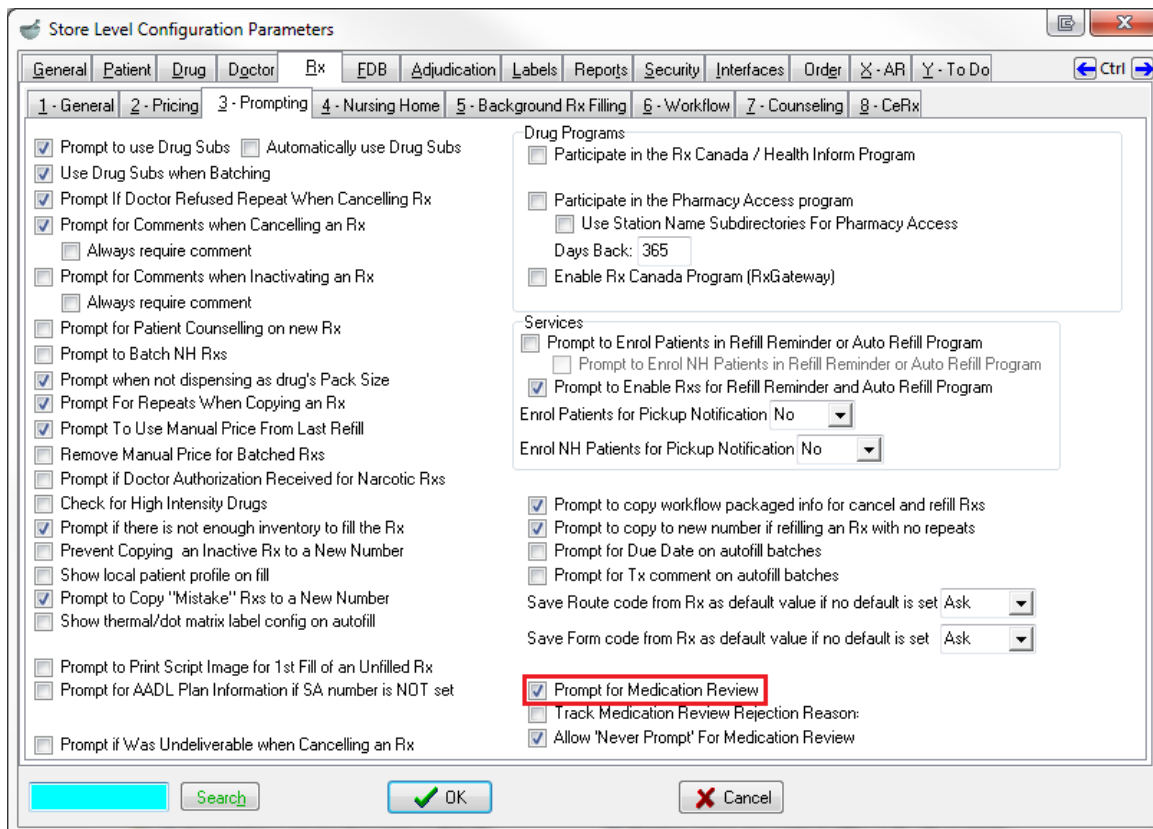 Store Level Configuration Parameters
General Patient Drug Doctor Rx FDB Adjudication Labels Reports Security Interfaces Order X - AR Y - To Do Ctrl
1 - General 2 - Pricing 3 - Prompting 4 - Nursing Home 5 - Background Rx Filling 6 - Workflow 7 - Counseling 8 - CeRx
Prompt to use Drug Subs Automatically use Drug Subs
Use Drug Subs when Batching
Prompt If Doctor Refused Repeat When Cancelling Rx
Prompt for Comments when Cancelling an Rx
Always require comment
Prompt for Comments when Inactivating an Rx
Always require comment
Prompt for Patient Counselling on new Rx
Prompt to Batch NH Rxs
Prompt when not dispensing as drug's Pack Size
Prompt For Repeats When Copying an Rx
Prompt To Use Manual Price From Last Refill
Remove Manual Price for Batched Rxs
Prompt if Doctor Authorization Received for Narcotic Rxs
Check for High Intensity Drugs
Prompt if there is not enough inventory to fill the Rx
Prevent Copying an Inactive Rx to a New Number
Show local patient profile on fill
Prompt to Copy "Mistake" Rxs to a New Number
Show thermal/dot matrix label config on autofill
Prompt to Print Script Image for 1st Fill of an Unfilled Rx
Prompt for AADL Plan Information if SA number is NOT set
Prompt if Was Undeliverable when Cancelling an Rx
Drug Programs
Participate in the Rx Canada / Health Inform Program
Participate in the Pharmacy Access program
Use Station Name Subdirectories For Pharmacy Access
Days Back: 365
Enable Rx Canada Program (RxGateway)
Services
Prompt to Enrol Patients in Refill Reminder or Auto Refill Program
Prompt to Enrol NH Patients in Refill Reminder or Auto Refill Program
Prompt to Enable Rxs for Refill Reminder and Auto Refill Program
Enrol Patients for Pickup Notification No
Enrol NH Patients for Pickup Notification No
Prompt to copy workflow packaged info for cancel and refill Rxs
Prompt to copy to new number if refilling an Rx with no repeats
Prompt for Due Date on autofill batches
Prompt for Tx comment on autofill batches
Save Route code from Rx as default value if no default is set Ask
Save Form code from Rx as default value if no default is set Ask
Prompt for Medication Review
Track Medication Review Rejection Reason:
Allow 'Never Prompt' For Medication Review
Search OK Cancel